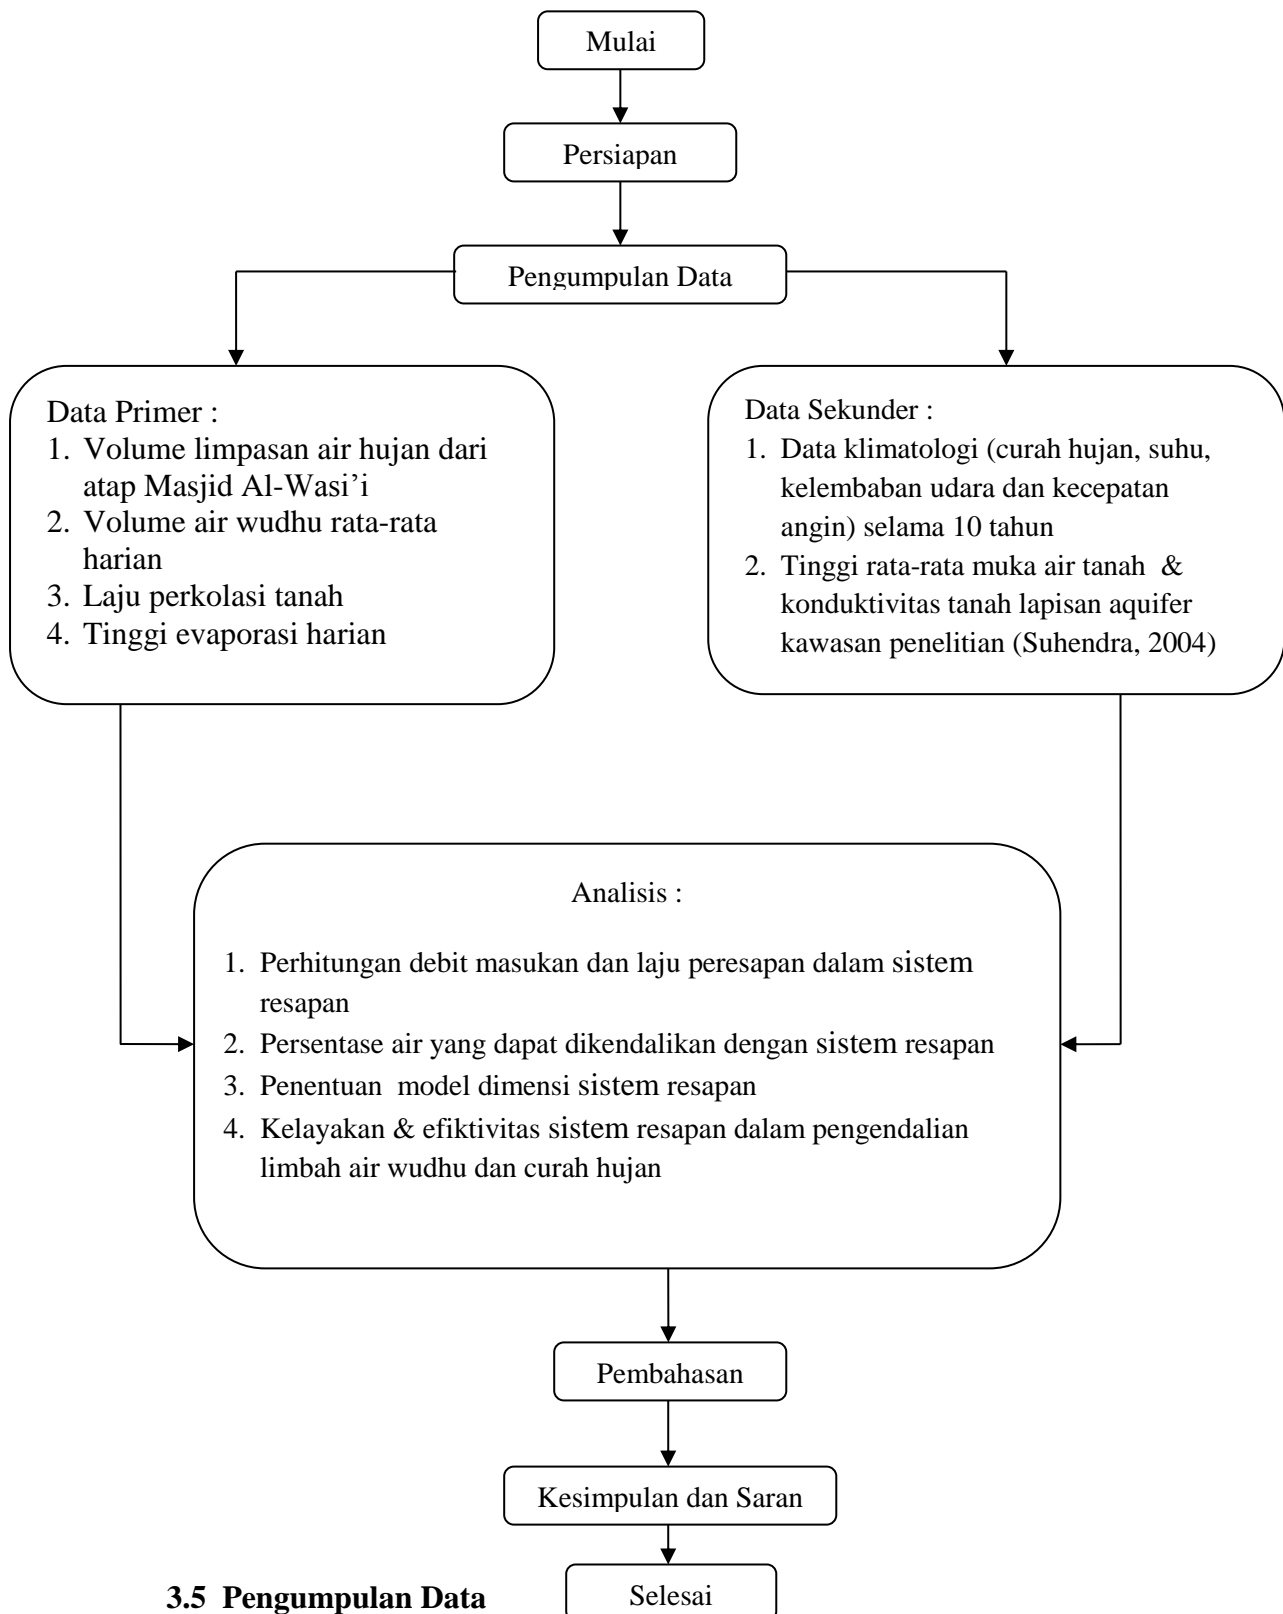 Mulai
Persiapan
Pengumpulan Data
Data Primer :
1. Volume limpasan air hujan dari
atap Masjid Al-Wasi’i
2. Volume air wudhu rata-rata
harian
3. Laju perkolasi tanah
4. Tinggi evaporasi harian
Data Sekunder :
1. Data klimatologi (curah hujan, suhu,
kelembaban udara dan kecepatan
angin) selama 10 tahun
2. Tinggi rata-rata muka air tanah &
konduktivitas tanah lapisan aquifer
kawasan penelitian (Suhendra, 2004)
Analisis :
1. Perhitungan debit masukan dan laju peresapan dalam sistem
resapan
2. Persentase air yang dapat dikendalikan dengan sistem resapan
3. Penentuan model dimensi sistem resapan
4. Kelayakan & efiktivitas sistem resapan dalam pengendalian
limbah air wudhu dan curah hujan
Pembahasan
Kesimpulan dan Saran
Selesai
3.5 Pengumpulan Data